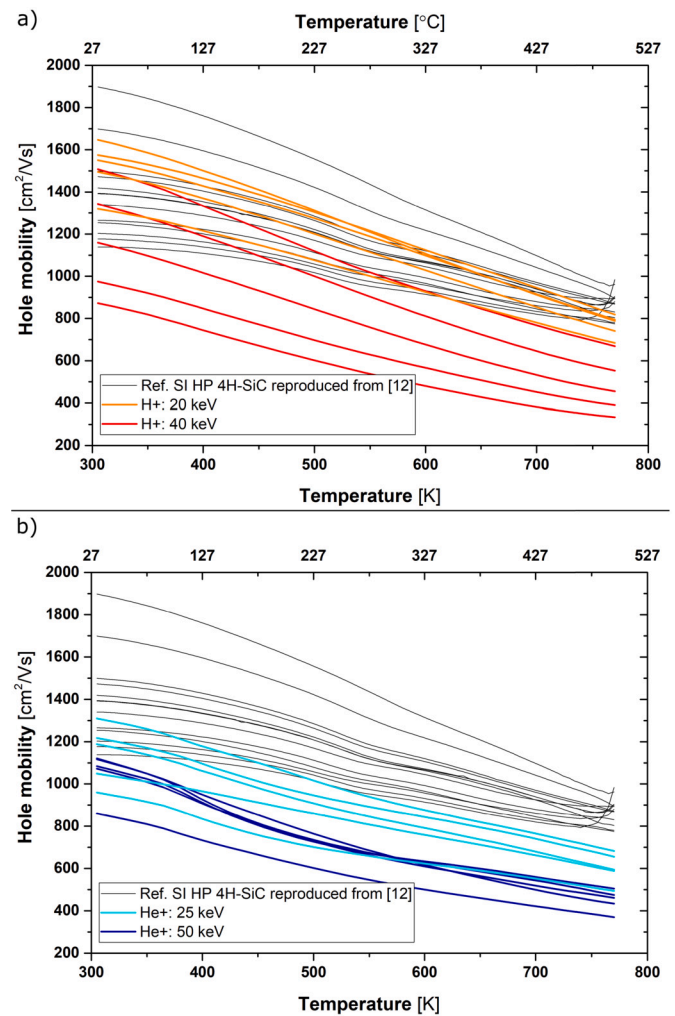 a)
Temperature [°C]
27 127 227 327 427 527
2000
1800
1600
1400
1200
1000
800
600
400
200
Hole mobility [cm²/Vs]
Ref. SI HP 4H-SiC reproduced from [12]
H+: 20 keV
H+: 40 keV
300 400 500 600 700 800
Temperature [K]
b)
27 127 227 327 427 527
2000
1800
1600
1400
1200
1000
800
600
400
200
Hole mobility [cm²/Vs]
Ref. SI HP 4H-SiC reproduced from [12]
He+: 25 keV
He+: 50 keV
300 400 500 600 700 800
Temperature [K]